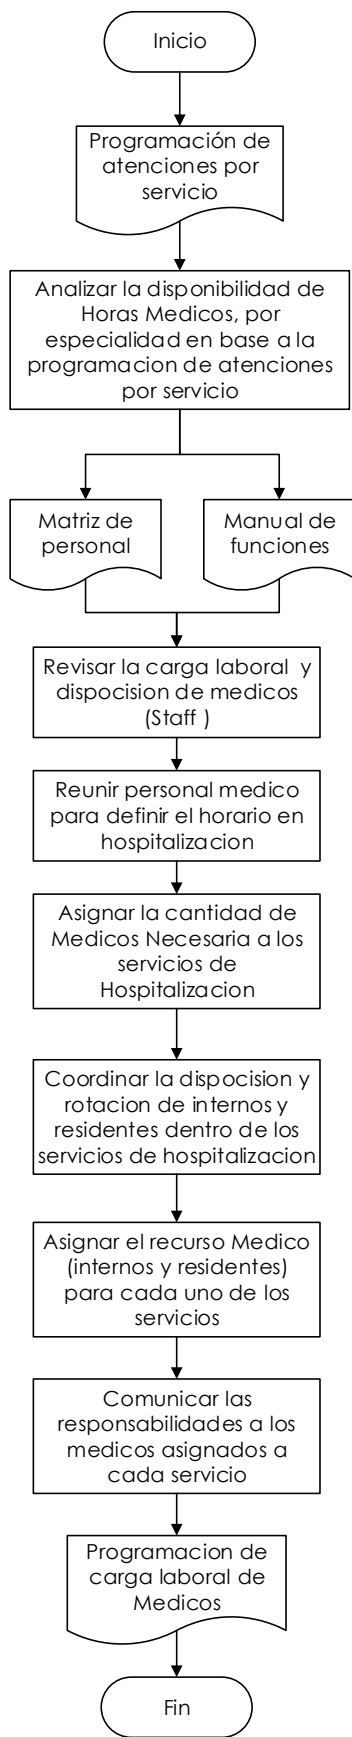 Inicio
Programación de
atenciones por
servicio
Analizar la disponibilidad de
Horas Medicos, por
especialidad en base a la
programacion de atenciones
por servicio
Matriz de
personal
Manual de
funciones
Revisar la carga laboral y
dispocision de medicos
(Staff )
Reunir personal medico
para definir el horario en
hospitalizacion
Asignar la cantidad de
Medicos Necesaria a los
servicios de
Hospitalizacion
Coordinar la dispocision y
rotacion de internos y
residentes dentro de los
servicios de hospitalizacion
Asignar el recurso Medico
(internos y residentes)
para cada uno de los
servicios
Comunicar las
responsabilidades a los
medicos asignados a
cada servicio
Programacion de
carga laboral de
Medicos
Fin